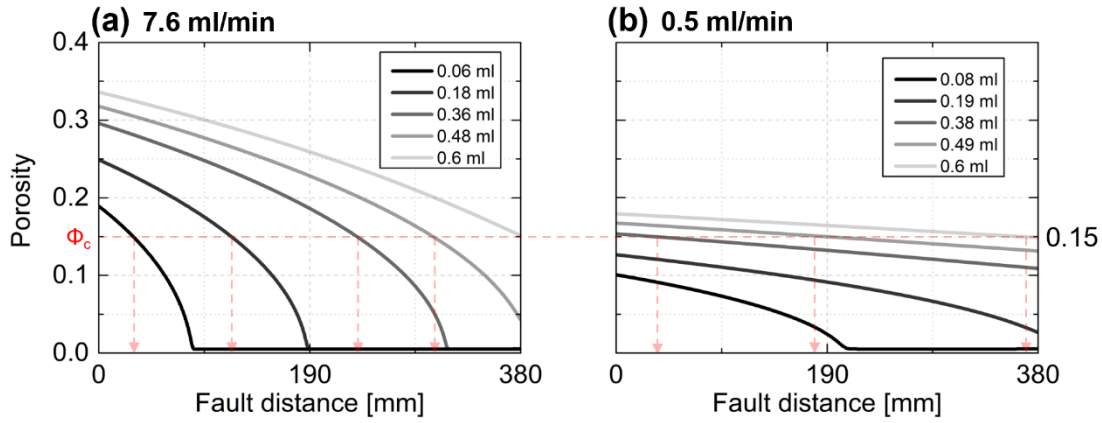 (a) 7.6 ml/min
0.4
0.3
0.2
0.1
0.0
Φc
Porosity
0.06 ml
0.18 ml
0.36 ml
0.48 ml
0.6 ml
0
190
380
Fault distance [mm]
(b) 0.5 ml/min
0.08 ml
0.19 ml
0.38 ml
0.49 ml
0.6 ml
0.15
0
190
380
Fault distance [mm]